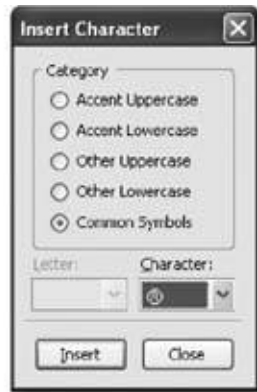 Insert Character
Category
Accent Uppercase
Accent Lowercase
Other Uppercase
Other Lowercase
Common Symbols
Letter: Character:
®
Insert Close